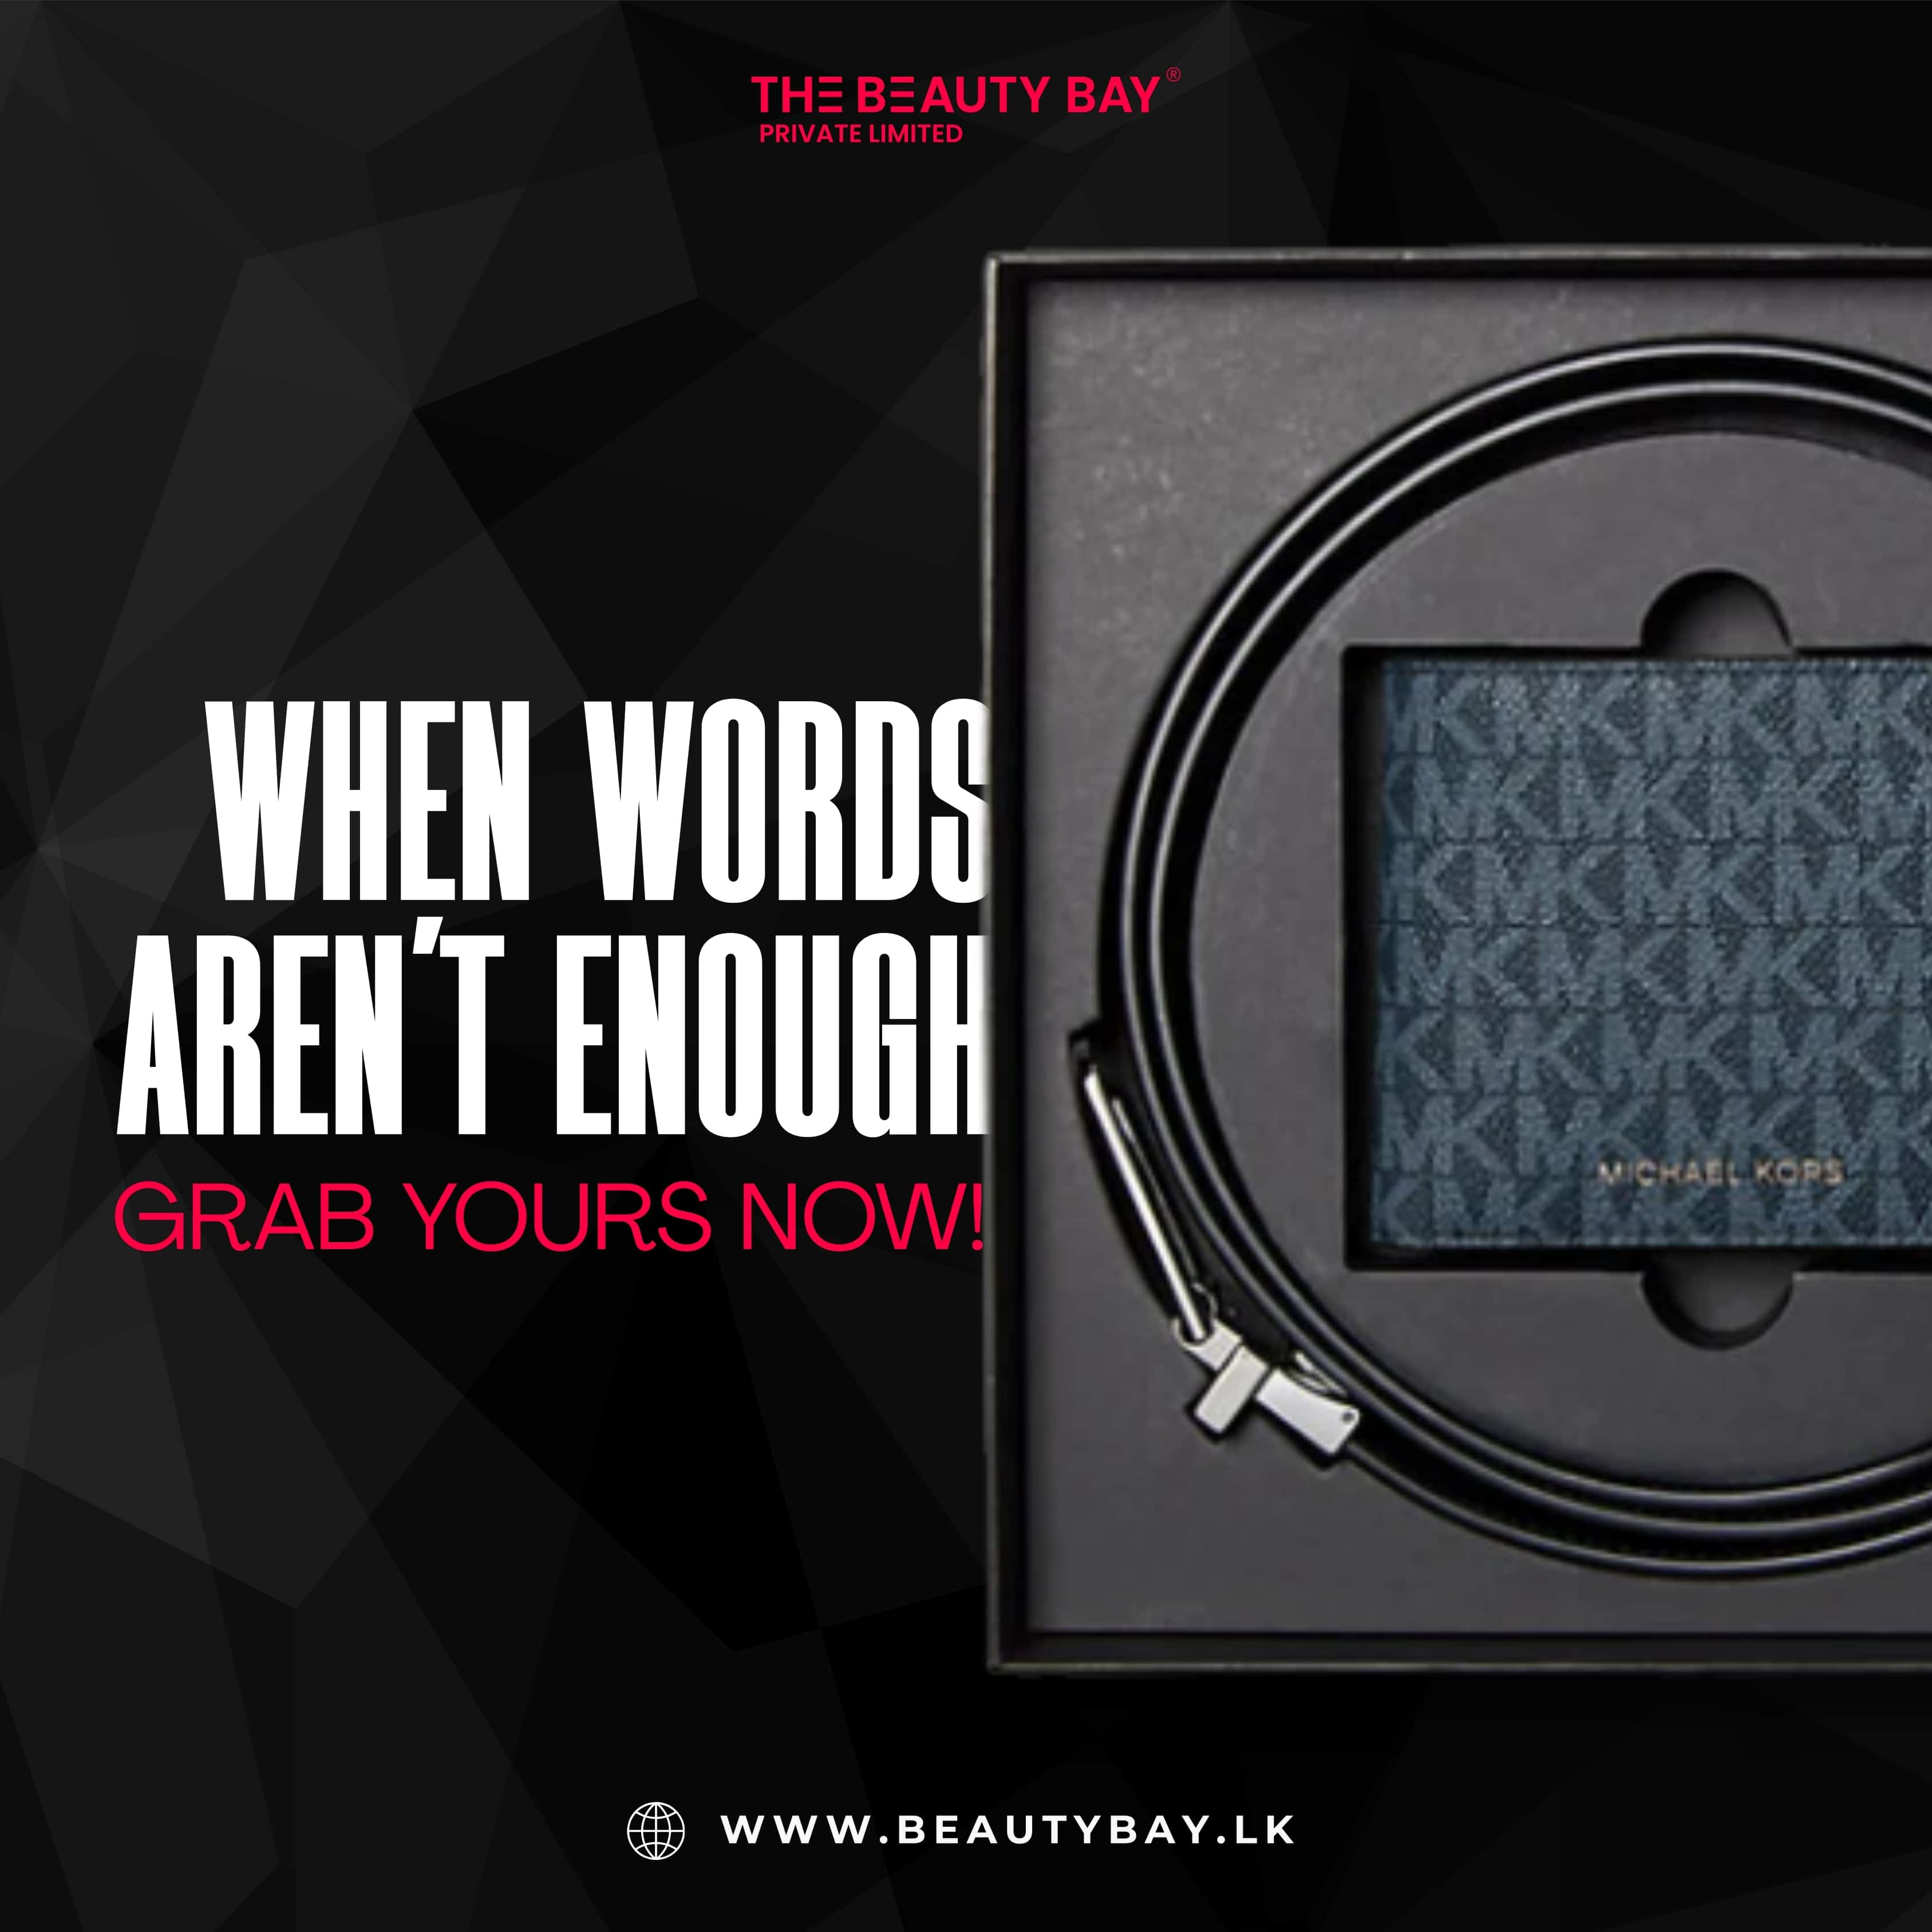 THE BEAUTY BAY®
PRIVATE LIMITED
WHEN WORDS
AREN'T ENOUGH
GRAB YOURS NOW!
MICHAEL KORS
WWW.BEAUTYBAY.LK